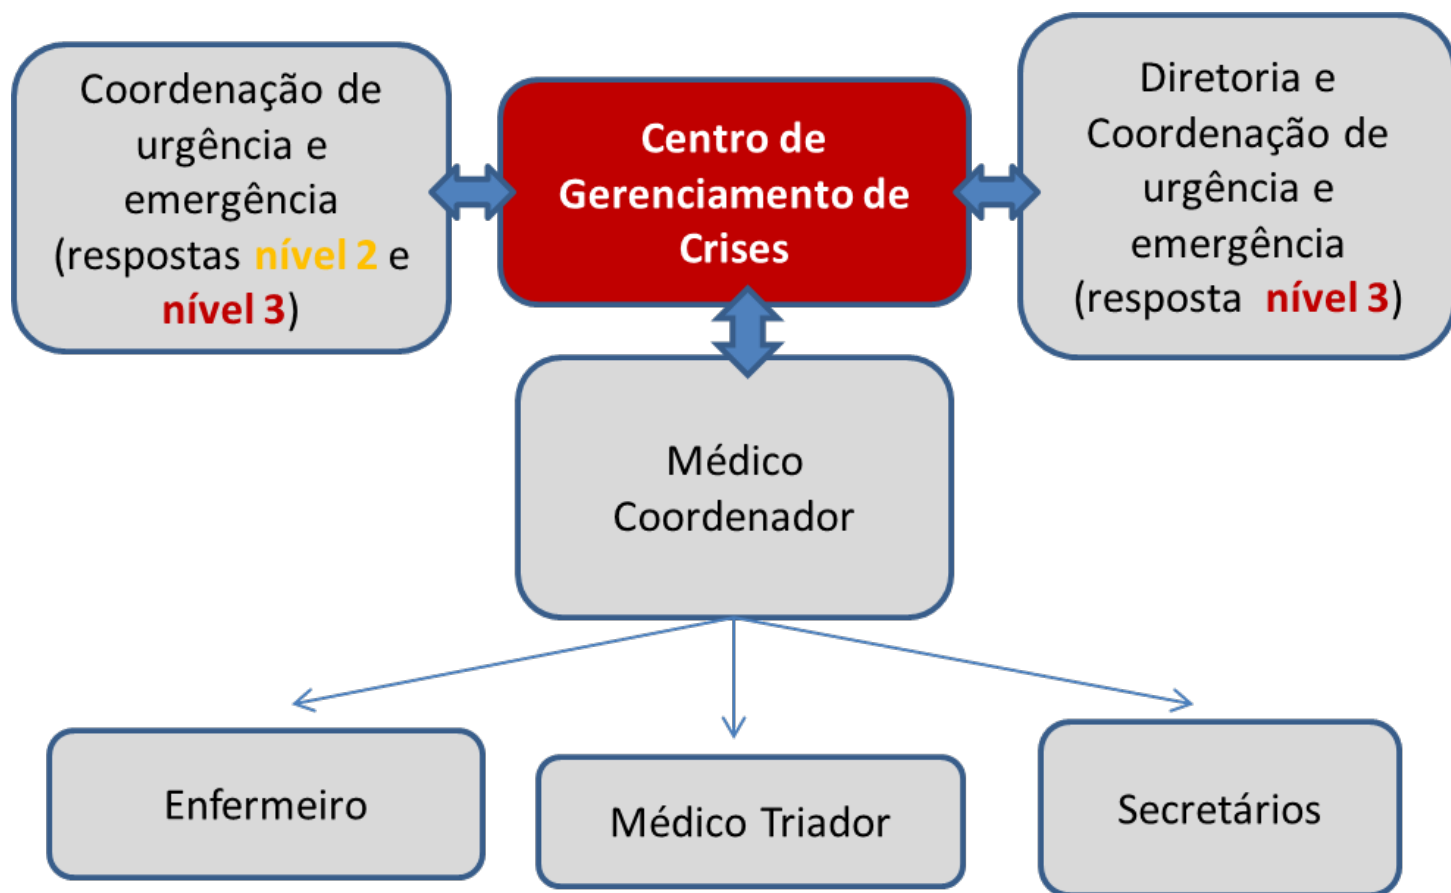 Coordenação de
urgência e
emergência
(respostas nível 2 e
nível 3)
Centro de
Gerenciamento de
Crises
Diretoria e
Coordenação de
urgência e
emergência
(resposta nível 3)
Médico
Coordenador
Enfermeiro
Médico Triador
Secretários